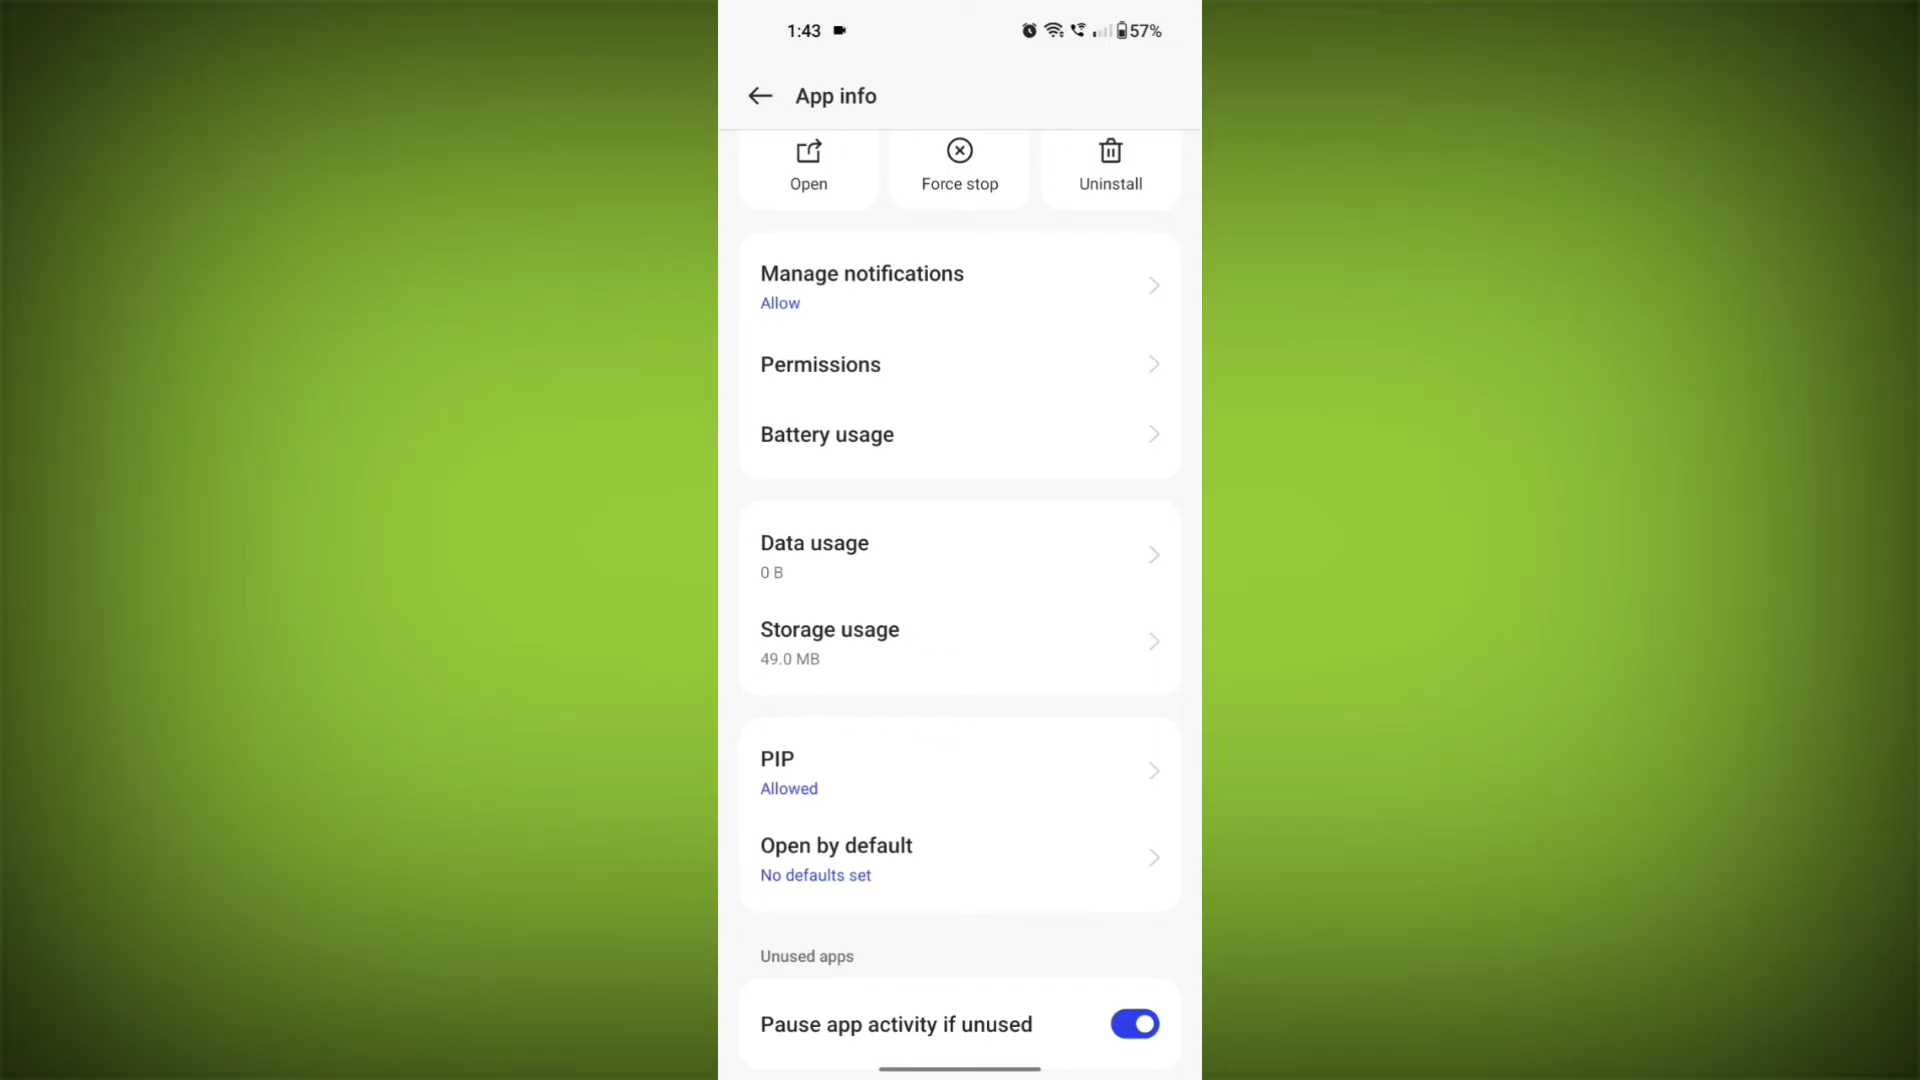 1:43
57%
App info
Open
Force stop
Uninstall
Manage notifications
Allow
Permissions
Battery usage
Data usage
0 B
Storage usage
49.0 MB
PIP
Allowed
Open by default
No defaults set
Unused apps
Pause app activity if unused